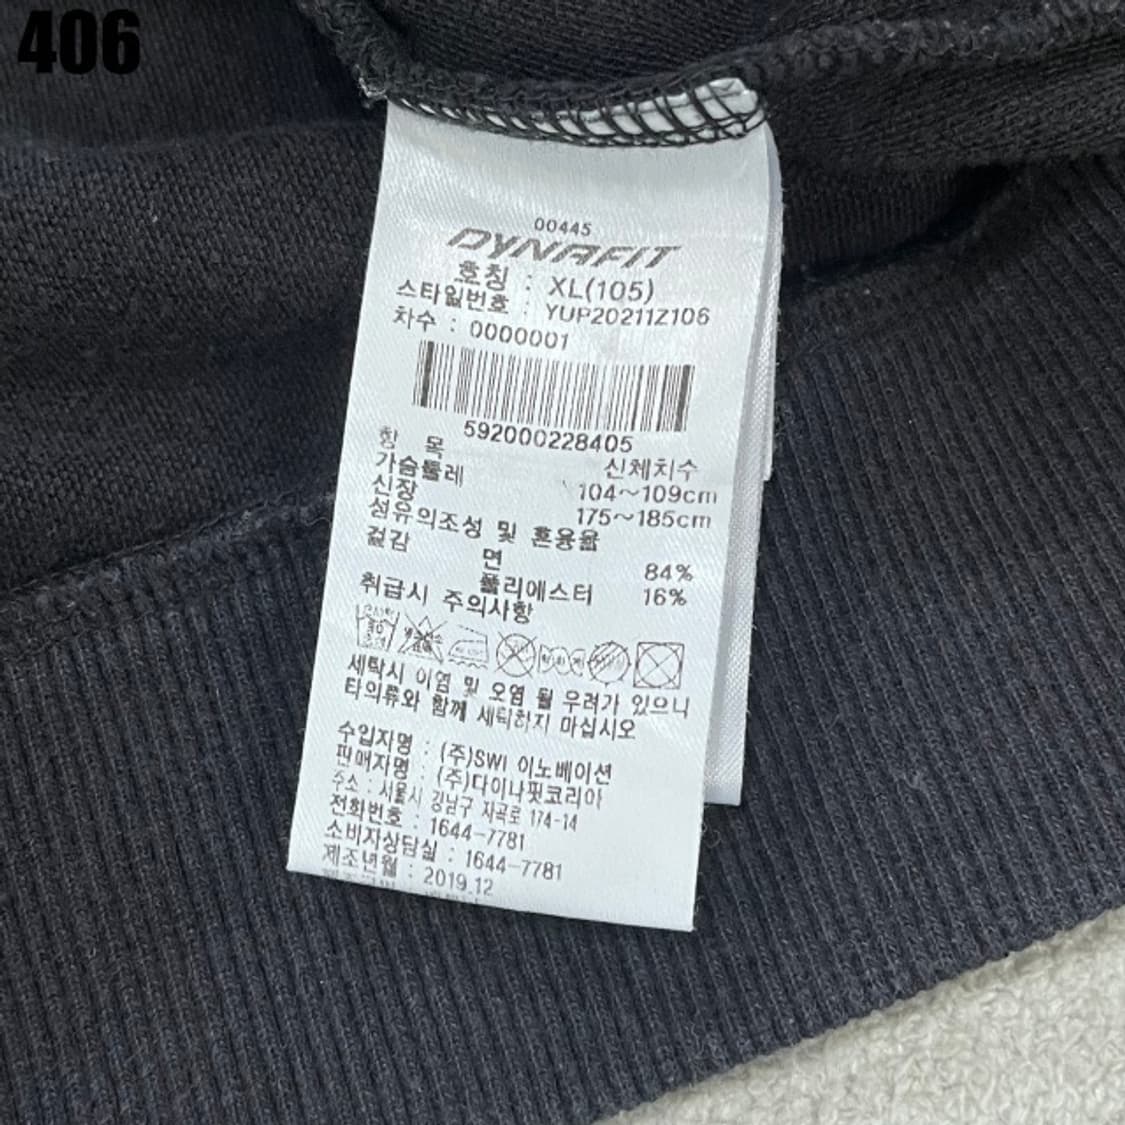 406
00445
DYNAFIT
호칭 : XL(105)
스타일번호 : YUP20211Z106
차수 : 0000001
592000228405
항 목 신체치수
가슴둘레 104~109cm
신장 175~185cm
섬유의조성 및 혼용율
겉감 면 84%
폴리에스터 16%
취급시 주의사항
세탁시 이염 및 오염 될 우려가 있으니
타의류와 함께 세탁하지 마십시오
수입자명 : (주)SWI 이노베이션
판매자명 : (주)다이나핏코리아
주소 : 서울시 강남구 자곡로 174-14
전화번호 : 1644-7781
소비자상담실 : 1644-7781
제조년월 : 2019.12